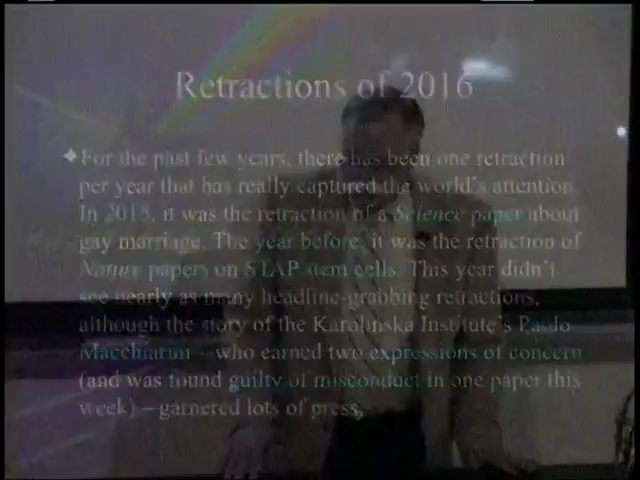 Retractions of 2016
For the past few years, there has been one retraction
per year that has really captured the world's attention.
In 2015, it was the retraction of a Science paper about
gay marriage. The year before, it was the retraction of
Nature papers on STAP stem cells. This year didn't
see nearly as many headline-grabbing retractions,
although the story of the Karolinska Institute's Paolo
Macchiarini – who earned two expressions of concern
(and was found guilty of misconduct in one paper this
week) – garnered lots of press.